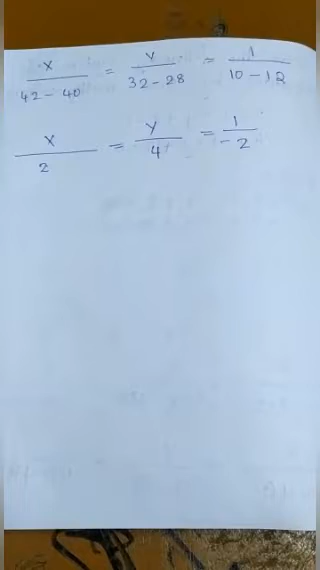 x/(42 - 40) = y/(32 - 28) = 1/(10 - 12)
x/2 = y/4 = 1/-2